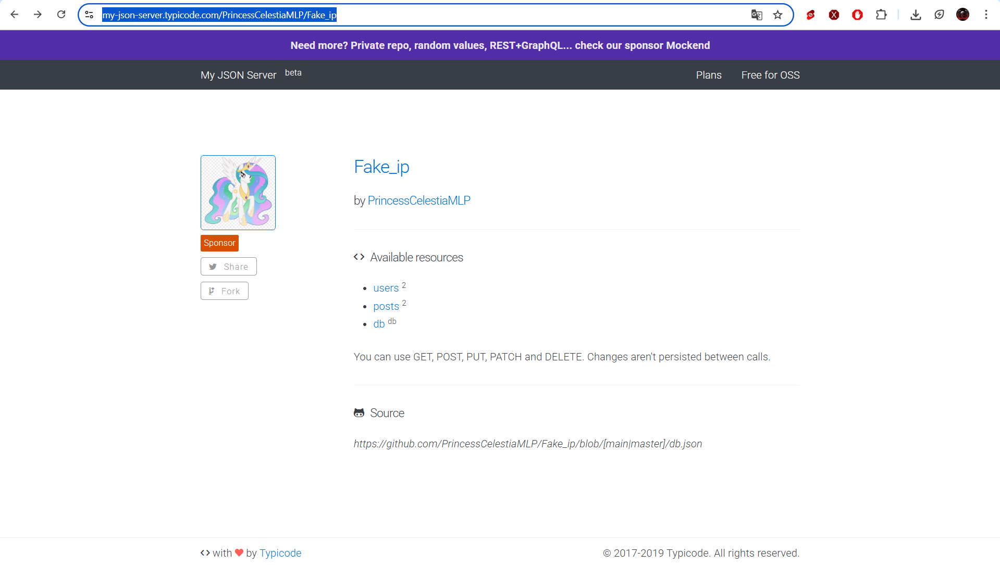 my-json-server.typicode.com/PrincessCelestiaMLP/Fake_ip
Need more? Private repo, random values, REST+GraphQL... check our sponsor Mockend
My JSON Server beta
Plans
Free for OSS
Fake_ip
by PrincessCelestiaMLP
Sponsor
Share
Fork
Available resources
users 2
posts 2
db db
You can use GET, POST, PUT, PATCH and DELETE. Changes aren't persisted between calls.
Source
https://github.com/PrincessCelestiaMLP/Fake_ip/blob/[main|master]/db.json
with by Typicode
© 2017-2019 Typicode. All rights reserved.